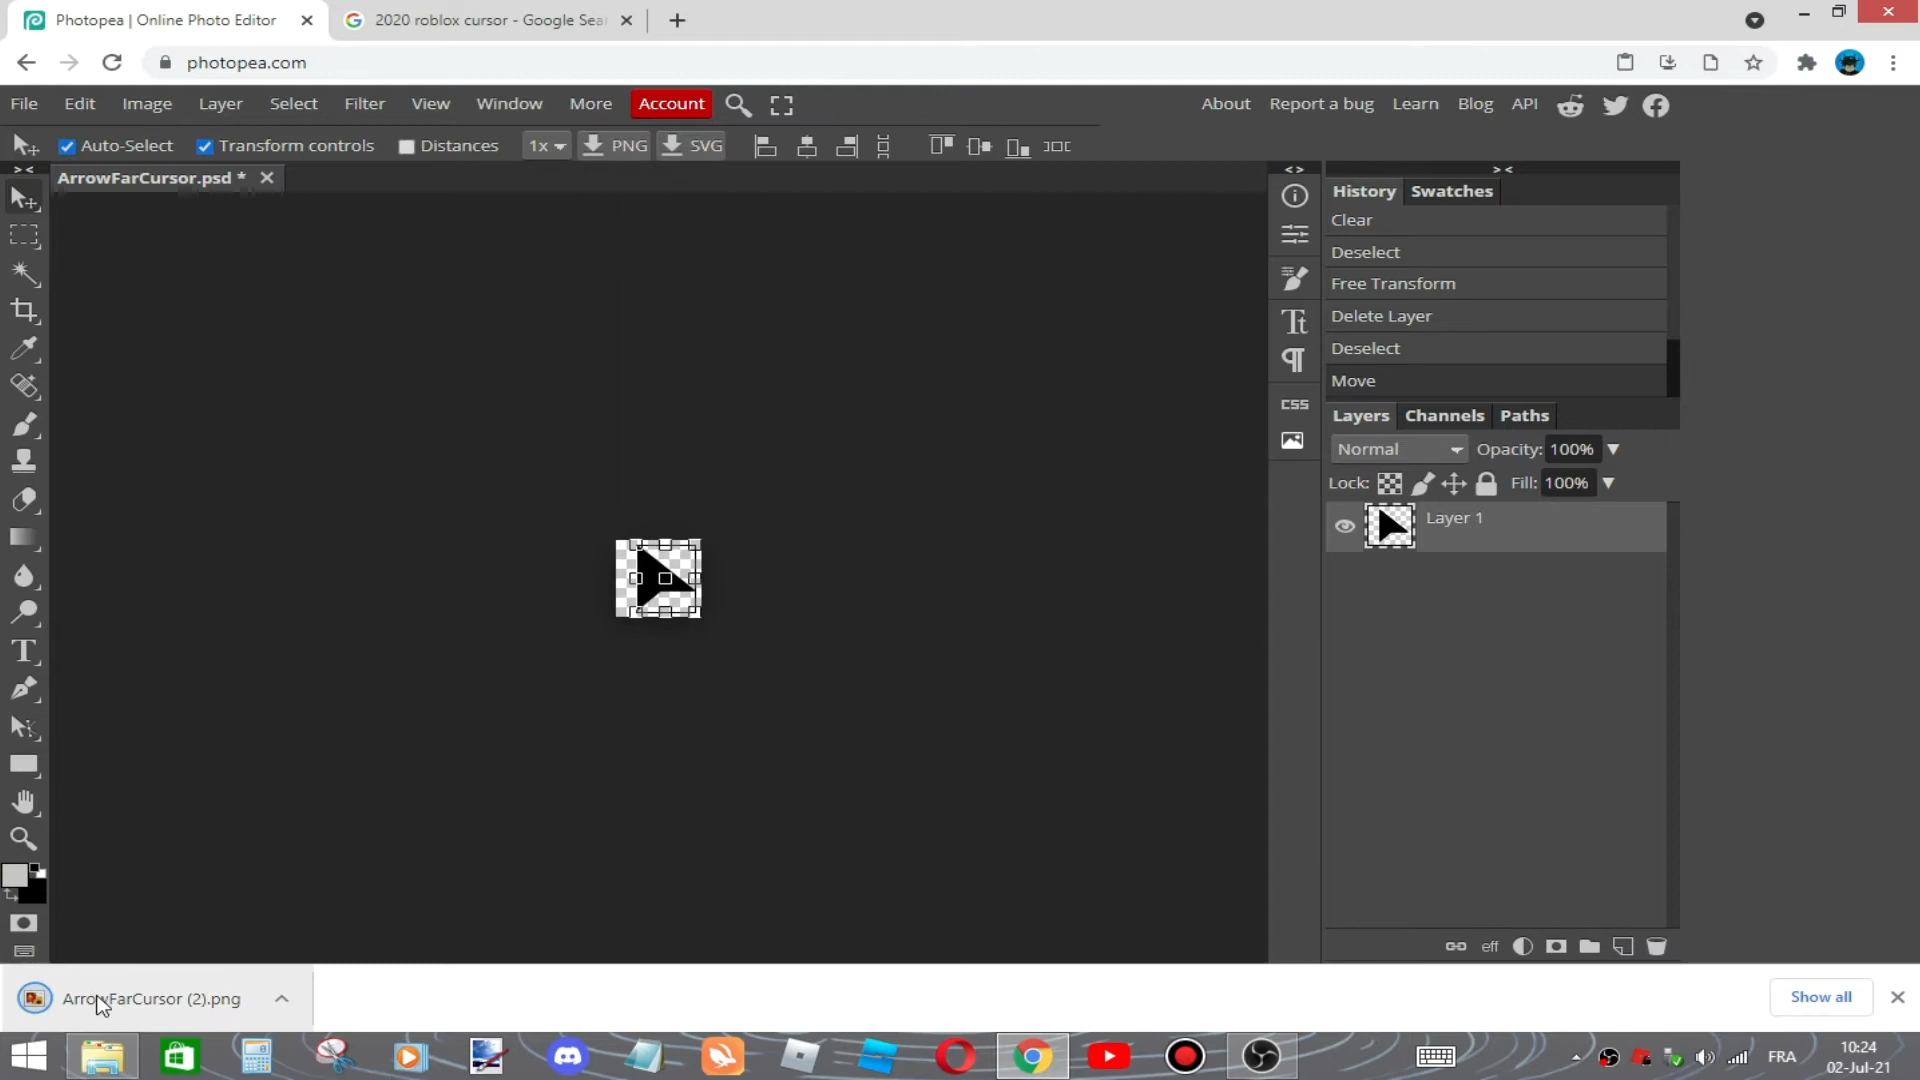 Photopea | Online Photo Editor
2020 roblox cursor - Google Sea
photopea.com
File Edit Image Layer Select Filter View Window More Account
About Report a bug Learn Blog API
Auto-Select Transform controls Distances 1x PNG SVG
ArrowFarCursor.psd *
History Swatches
Clear
Deselect
Free Transform
Delete Layer
Deselect
Move
Tt
CSS
Layers Channels Paths
Normal Opacity: 100%
Lock: Fill: 100%
Layer 1
eff
ArrowFarCursor (2).png
Show all
FRA
10:24
02-Jul-21